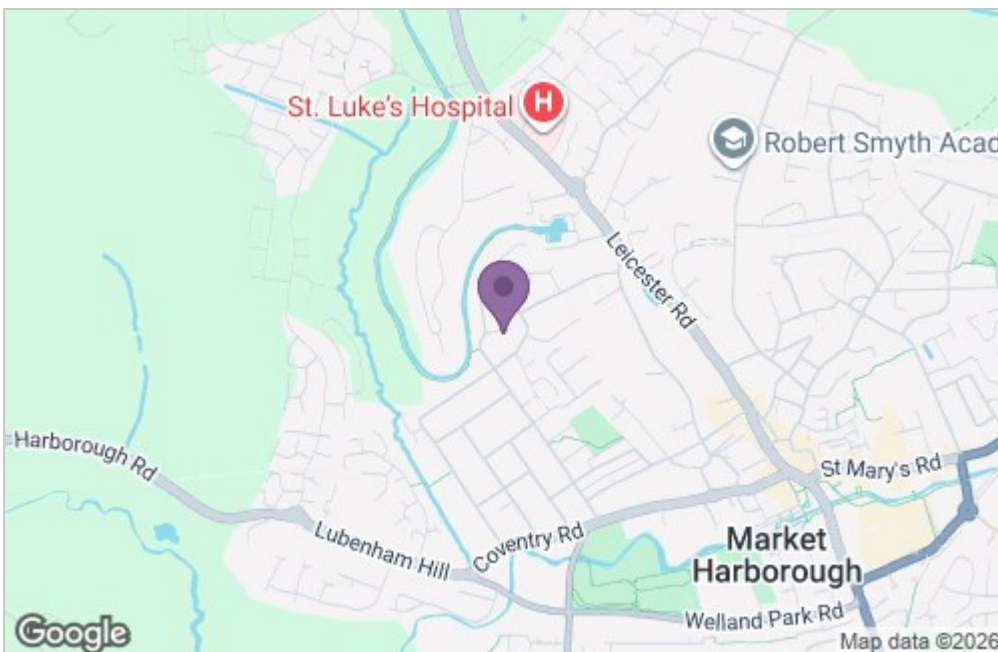 St. Luke's Hospital
H
Robert Smyth Acad
Leicester Rd
Harborough Rd
St Mary's Rd
Lubenham Hill
Coventry Rd
Market
Harborough
Welland Park Rd
Google
Map data ©2026